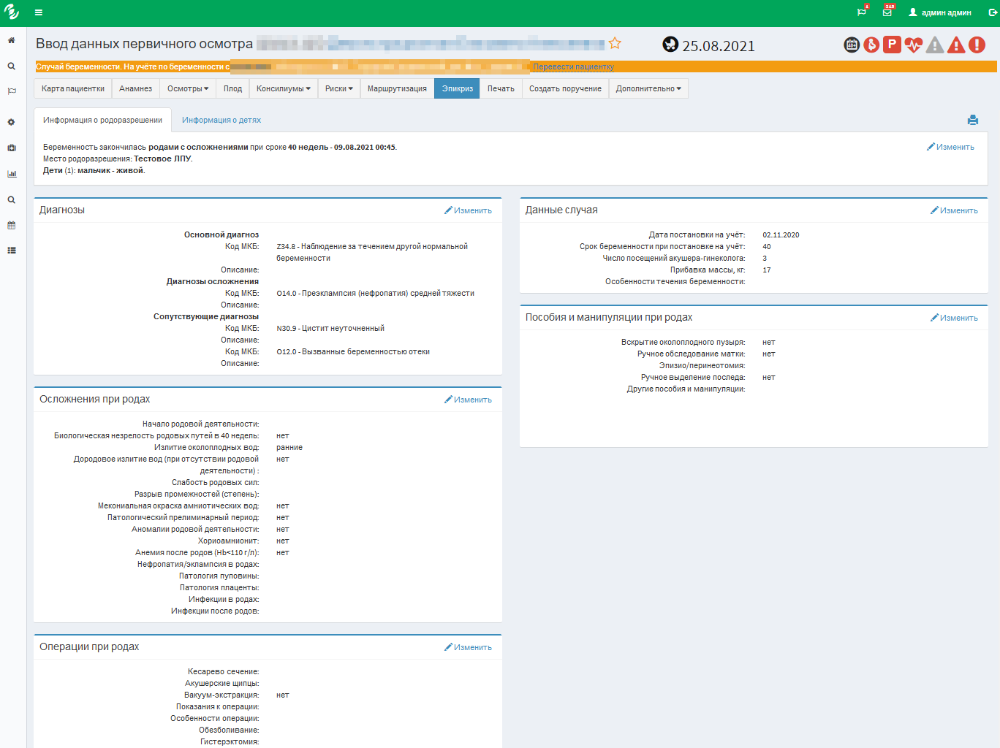 1
213
админ админ
Ввод данных первичного осмотра
25.08.2021
40+
P
Случай беременности. На учёте по беременности с
Перевести пациентку
Карта пациентки
Анамнез
Осмотры
Плод
Консилиумы
Риски
Маршрутизация
Эпикриз
Печать
Создать поручение
Дополнительно
Информация о родоразрешении
Информация о детях
Беременность закончилась родами с осложнениями при сроке 40 недель - 09.08.2021 00:45.
Изменить
Место родоразрешения: Тестовое ЛПУ.
Дети (1): мальчик - живой.
Диагнозы
Изменить
Основной диагноз
Код МКБ: Z34.8 - Наблюдение за течением другой нормальной
беременности
Описание:
Диагнозы осложнения
Код МКБ: O14.0 - Преэклампсия (нефропатия) средней тяжести
Описание:
Сопутствующие диагнозы
Код МКБ: N30.9 - Цистит неуточненный
Описание:
Код МКБ: O12.0 - Вызванные беременностью отеки
Описание:
Данные случая
Изменить
Дата постановки на учёт: 02.11.2020
Срок беременности при постановке на учёт: 40
Число посещений акушера-гинеколога: 3
Прибавка массы, кг: 17
Особенности течения беременности:
Пособия и манипуляции при родах
Изменить
Вскрытие околоплодного пузыря: нет
Ручное обследование матки: нет
Эпизио/перинеотомия:
Ручное выделение последа: нет
Другие пособия и манипуляции:
Осложнения при родах
Изменить
Начало родовой деятельности:
Биологическая незрелость родовых путей в 40 недель: нет
Излитие околоплодных вод: ранние
Дородовое излитие вод (при отсутствии родовой нет
деятельности) :
Слабость родовых сил:
Разрыв промежностей (степень):
Мекониальная окраска амниотических вод: нет
Патологический прелиминарный период: нет
Аномалии родовой деятельности: нет
Хориоамнионит: нет
Анемия после родов (Hb<110 г/л): нет
Нефропатия/эклампсия в родах:
Патология пуповины:
Патология плаценты:
Инфекции в родах:
Инфекции после родов:
Операции при родах
Изменить
Кесарево сечение:
Акушерские щипцы:
Вакуум-экстракция: нет
Показания к операции:
Особенности операции:
Обезболивание:
Гистерэктомия: